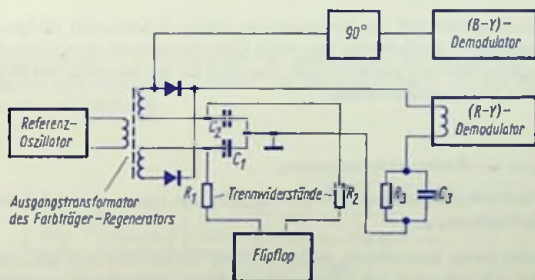 90°
(B-Y)-
Demodulator
Referenz-
Oszillator
C₂
C₁
(R-Y)-
Demodulator
Ausgangstransformator
des Farbträger-Regenerators
R₁
Trennwiderstände
R₂
R₃
C₃
Flipflop